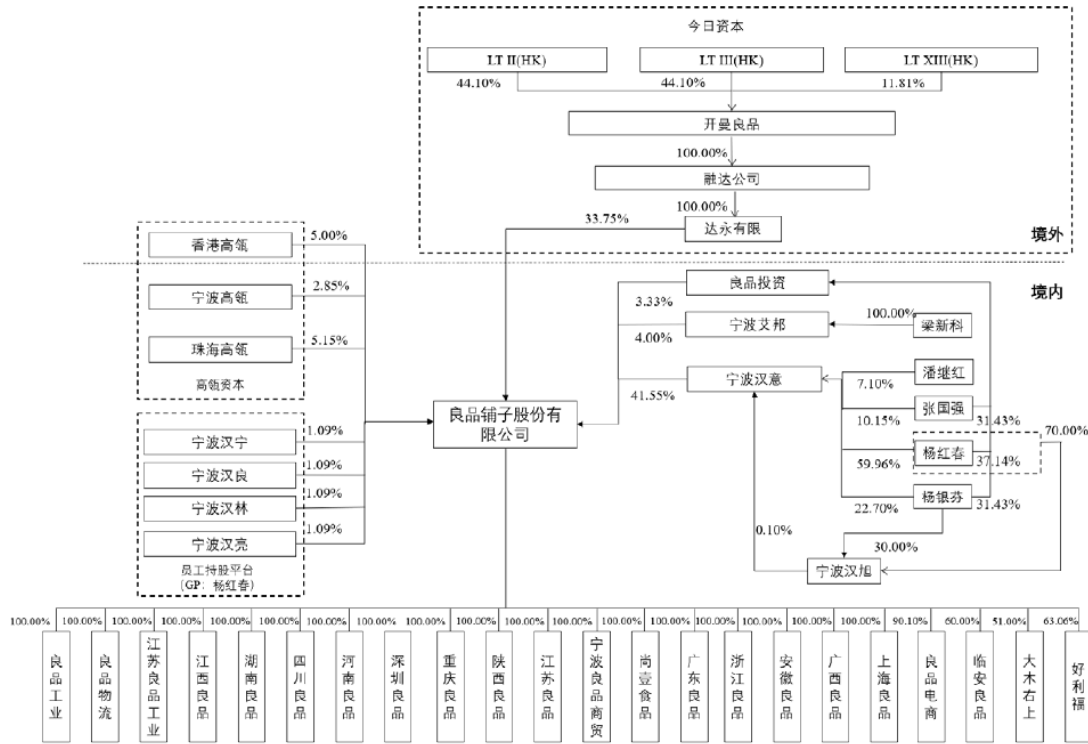 今日资本
LT II(HK)
LT III(HK)
LT XIII(HK)
44.10%
44.10%
11.81%
开曼良品
100.00%
融达公司
100.00%
33.75%
达永有限
境外
香港高瓴
5.00%
宁波高瓴
2.85%
珠海高瓴
5.15%
高瓴资本
境内
良品投资
3.33%
宁波艾邦
100.00%
梁新科
4.00%
宁波汉意
潘继红
7.10%
41.55%
张国强
10.15%
31.43%
70.00%
良品铺子股份有
限公司
杨红春
59.96%
37.14%
杨银芬
22.70%
31.43%
0.10%
30.00%
宁波汉旭
宁波汉宁
1.09%
宁波汉良
1.09%
宁波汉林
1.09%
宁波汉亮
1.09%
员工持股平台
(GP：杨红春)
100.00% 100.00% 100.00% 100.00% 100.00% 100.00% 100.00% 100.00% 100.00% 100.00% 100.00% 100.00% 100.00% 100.00% 100.00% 100.00% 100.00% 100.00% 99.10% 60.00% 51.00% 63.06%
良品工业
良品物流
江苏良品工业
江西良品
湖南良品
四川良品
河南良品
深圳良品
重庆良品
陕西良品
江苏良品
宁波良品商贸
尚壹食品
广东良品
浙江良品
安徽良品
广西良品
上海良品
良品电商
临安良品
大木右上
好利福